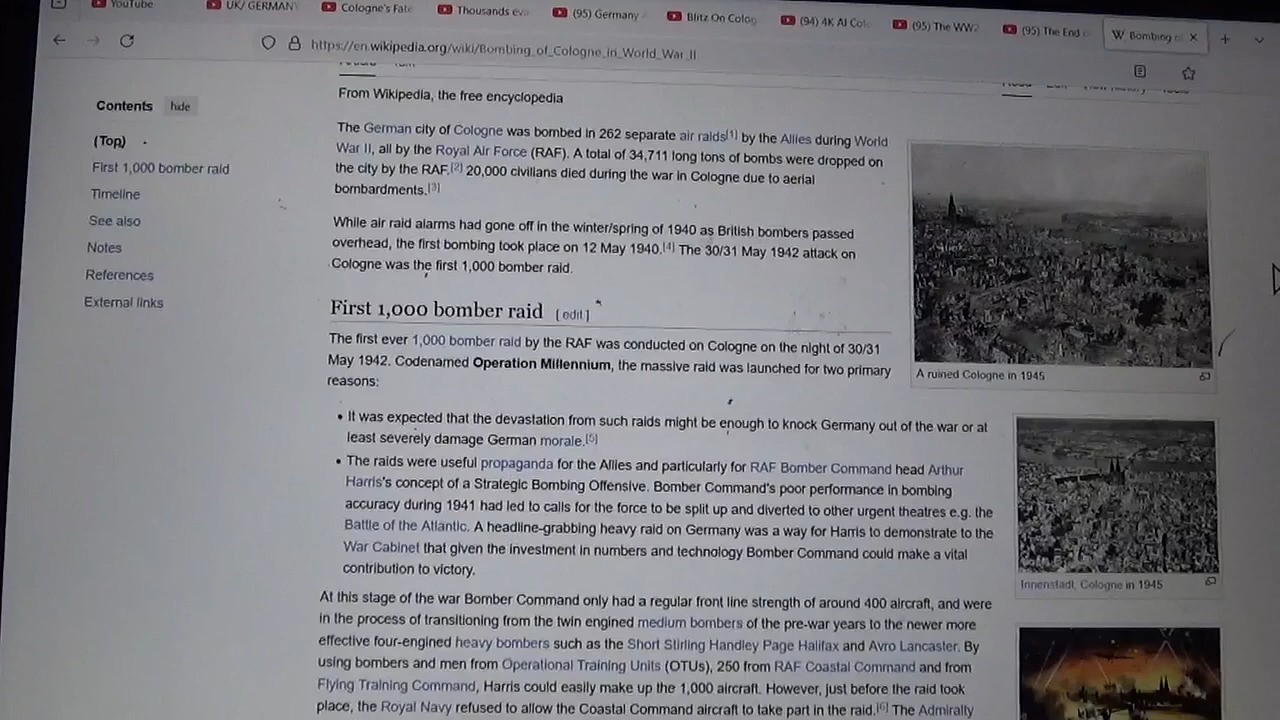 YouTube
UK/ GERMANY
Cologne's Fate
Thousands eva
(95) Germany
Blitz On Colog
(94) 4K AI Col
(95) The WW2
(95) The End
W Bombing
https://en.wikipedia.org/wiki/Bombing_of_Cologne_in_World_War_II
From Wikipedia, the free encyclopedia
Contents hide
(Top)
First 1,000 bomber raid
Timeline
See also
Notes
References
External links
The German city of Cologne was bombed in 262 separate air raids[1] by the Allies during World
War II, all by the Royal Air Force (RAF). A total of 34,711 long tons of bombs were dropped on
the city by the RAF.[2] 20,000 civilians died during the war in Cologne due to aerial
bombardments.[3]
While air raid alarms had gone off in the winter/spring of 1940 as British bombers passed
overhead, the first bombing took place on 12 May 1940.[4] The 30/31 May 1942 attack on
Cologne was the first 1,000 bomber raid.
First 1,000 bomber raid [ edit ]
The first ever 1,000 bomber raid by the RAF was conducted on Cologne on the night of 30/31
May 1942. Codenamed Operation Millennium, the massive raid was launched for two primary
reasons:
• It was expected that the devastation from such raids might be enough to knock Germany out of the war or at
least severely damage German morale.[5]
• The raids were useful propaganda for the Allies and particularly for RAF Bomber Command head Arthur
Harris's concept of a Strategic Bombing Offensive. Bomber Command's poor performance in bombing
accuracy during 1941 had led to calls for the force to be split up and diverted to other urgent theatres e.g. the
Battle of the Atlantic. A headline-grabbing heavy raid on Germany was a way for Harris to demonstrate to the
War Cabinet that given the investment in numbers and technology Bomber Command could make a vital
contribution to victory.
At this stage of the war Bomber Command only had a regular front line strength of around 400 aircraft, and were
in the process of transitioning from the twin engined medium bombers of the pre-war years to the newer more
effective four-engined heavy bombers such as the Short Stirling Handley Page Halifax and Avro Lancaster. By
using bombers and men from Operational Training Units (OTUs), 250 from RAF Coastal Command and from
Flying Training Command, Harris could easily make up the 1,000 aircraft. However, just before the raid took
place, the Royal Navy refused to allow the Coastal Command aircraft to take part in the raid.[6] The Admiralty
A ruined Cologne in 1945
Innenstadt, Cologne in 1945